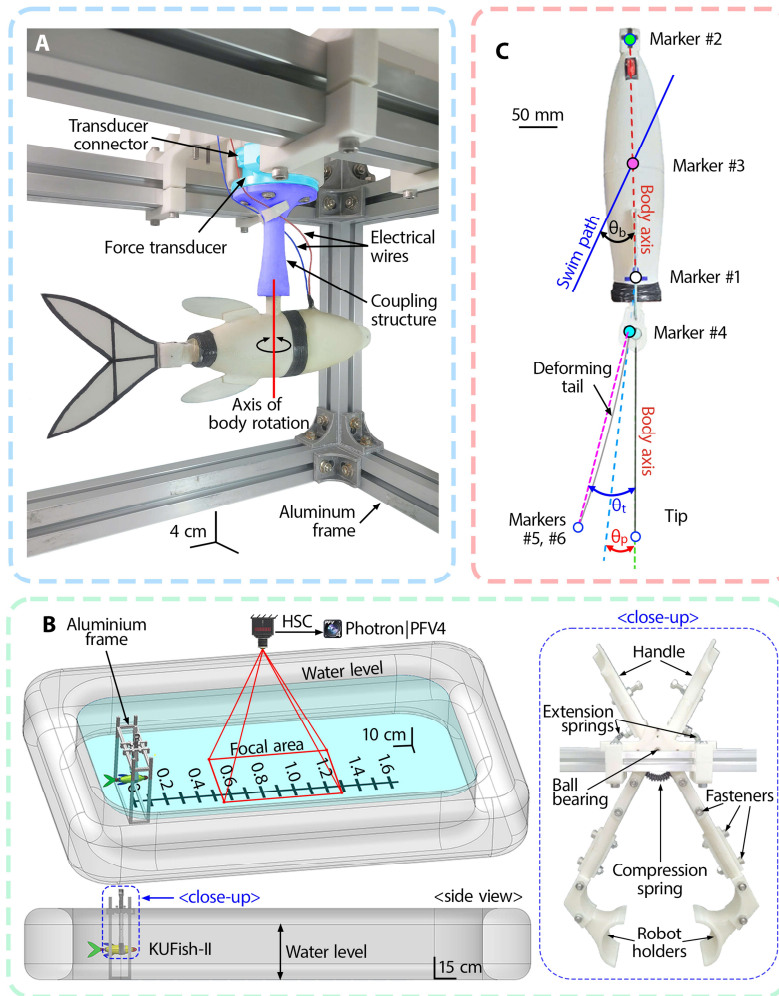 A
Transducer
connector
Force transducer
Electrical
wires
Coupling
structure
Axis of
body rotation
4 cm
Aluminum
frame
C
Marker #2
50 mm
Marker #3
Body axis
Swim path
θb
Marker #1
Marker #4
Deforming
tail
Body axis
θt
Tip
Markers
#5, #6
θp
B
Aluminium
frame
HSC
Photron|PFV4
Water level
10 cm
Focal area
0.2
0.4
0.6
0.8
1.0
1.2
1.4
1.6
<close-up>
<side view>
KUFish-II
Water level
15 cm
<close-up>
Handle
Extension
springs
Ball
bearing
Fasteners
Compression
spring
Robot
holders